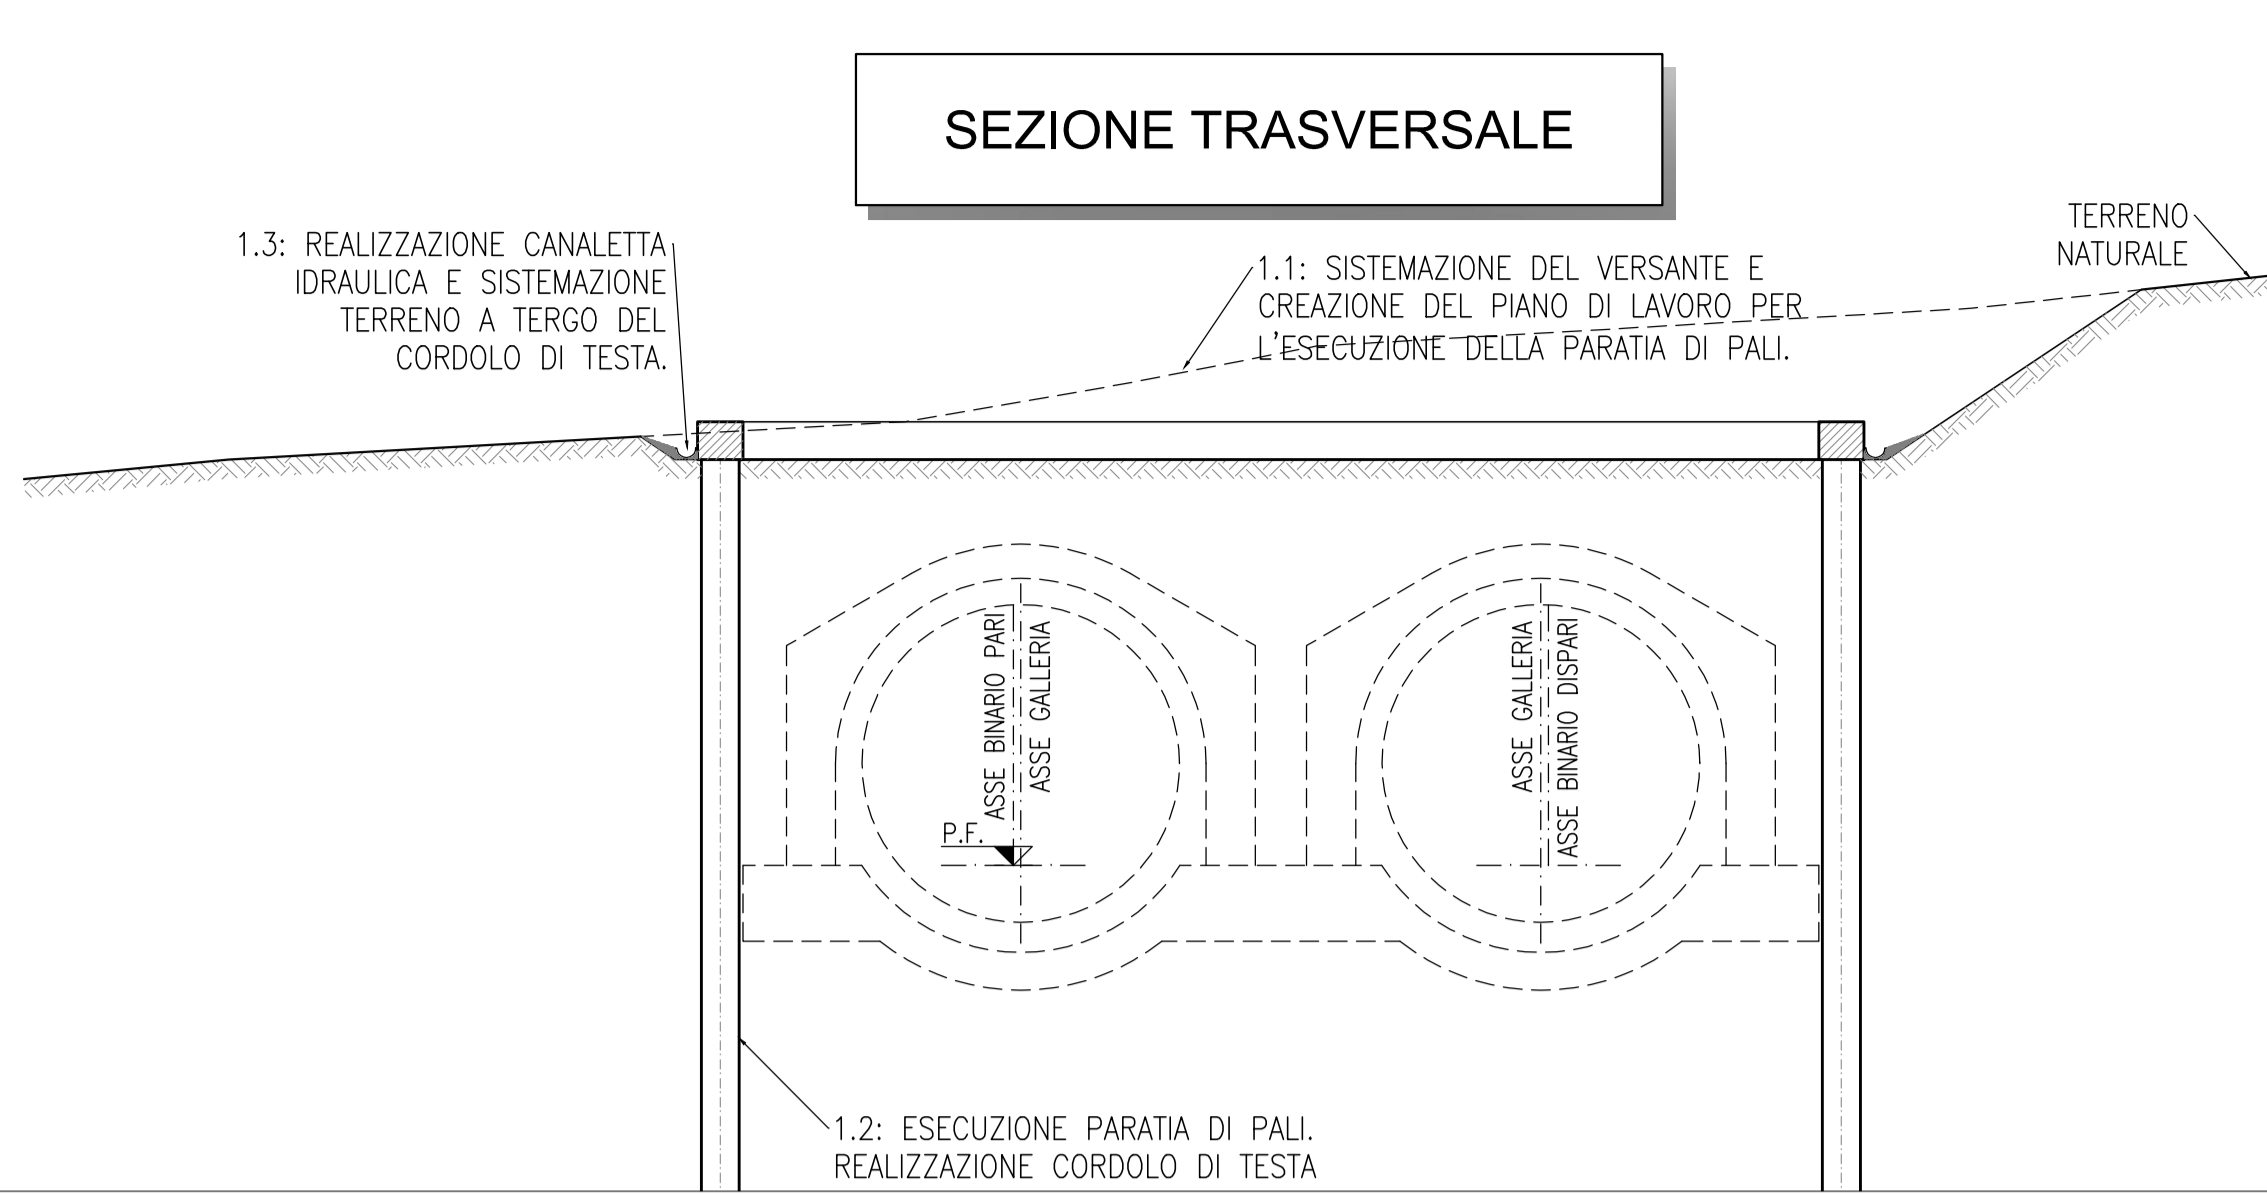 SEZIONE TRASVERSALE
1.3: REALIZZAZIONE CANALETTA
IDRAULICA E SISTEMAZIONE
TERRENO A TERGO DEL
CORDOLO DI TESTA.
1.1: SISTEMAZIONE DEL VERSANTE E
CREAZIONE DEL PIANO DI LAVORO PER
L'ESECUZIONE DELLA PARATIA DI PALI.
TERRENO
NATURALE
ASSE BINARIO PARI
ASSE GALLERIA
ASSE GALLERIA
ASSE BINARIO DISPARI
P.F.
1.2: ESECUZIONE PARATIA DI PALI.
REALIZZAZIONE CORDOLO DI TESTA